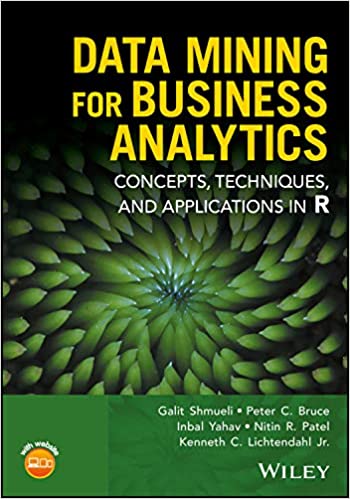 DATA MINING
FOR BUSINESS
ANALYTICS
CONCEPTS, TECHNIQUES,
AND APPLICATIONS IN R
Galit Shmueli • Peter C. Bruce
Inbal Yahav • Nitin R. Patel
Kenneth C. Lichtendahl Jr.
with website
WILEY